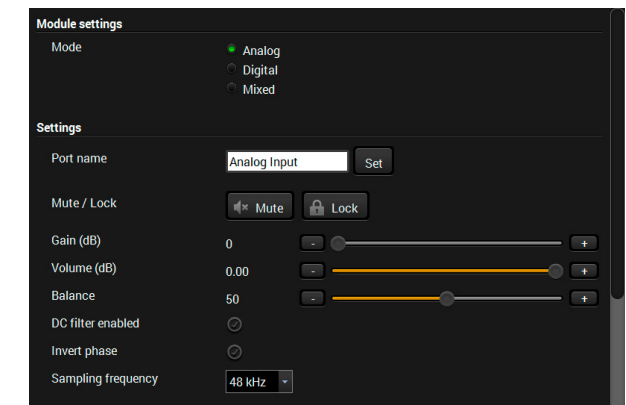 Module settings
Mode
Analog
Digital
Mixed
Settings
Port name Analog Input Set
Mute / Lock Mute Lock
Gain (dB) 0 - +
Volume (dB) 0.00 - +
Balance 50 - +
DC filter enabled
Invert phase
Sampling frequency 48 kHz